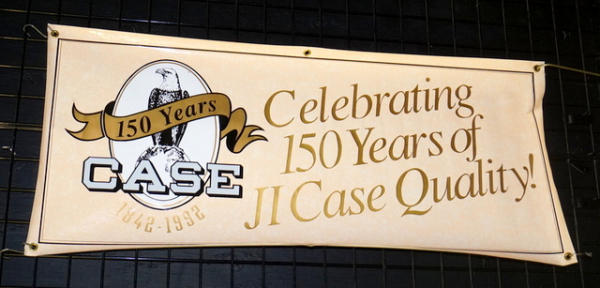 150 Years
CASE
1842-1992
Celebrating
150 Years of
JI Case Quality!